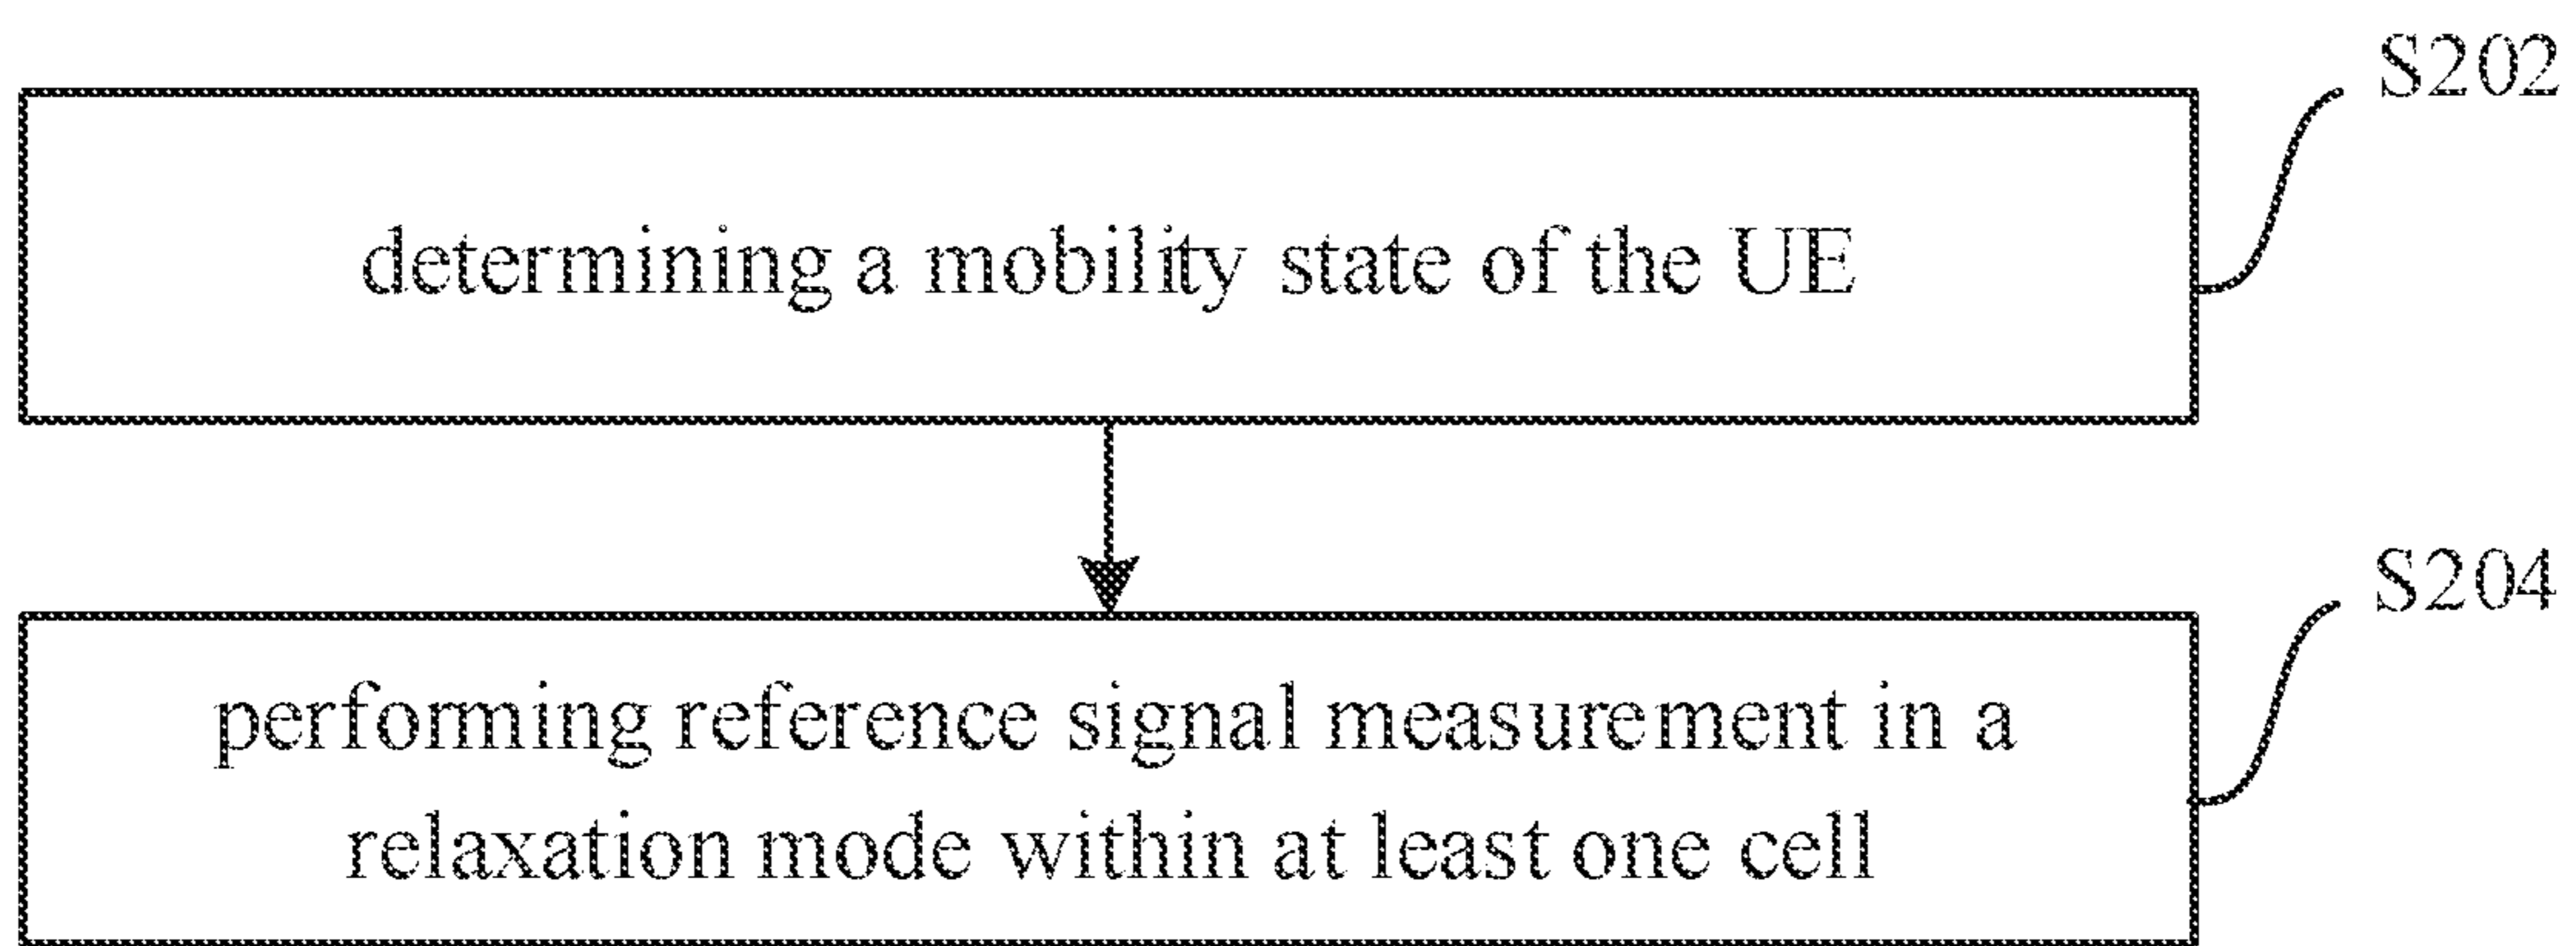 S202
determining a mobility state of the UE
S204
performing reference signal measurement in a
relaxation mode within at least one cell